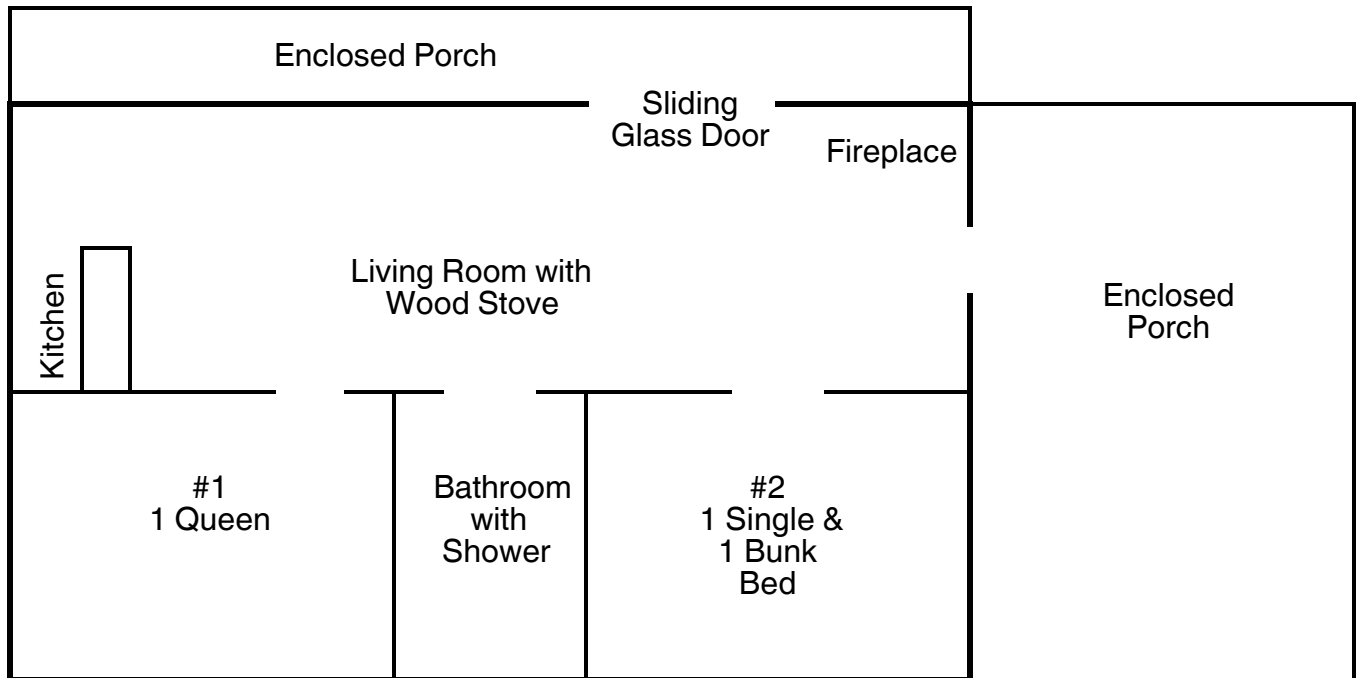 Enclosed Porch
Sliding
Glass Door
Fireplace
Kitchen
Living Room with
Wood Stove
Enclosed
Porch
#1
1 Queen
Bathroom
with
Shower
#2
1 Single &
1 Bunk
Bed